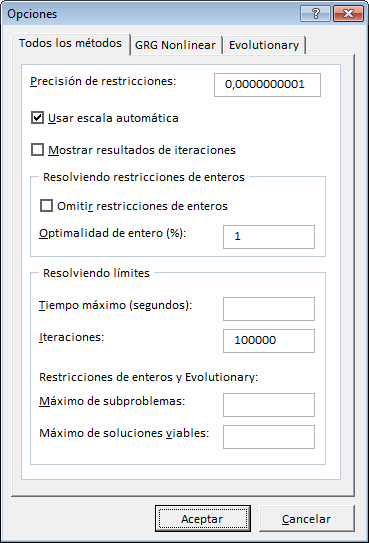 Opciones
Todos los métodos GRG Nonlinear Evolutionary
Precisión de restricciones: 0,0000000001
Usar escala automática
Mostrar resultados de iteraciones
Resolviendo restricciones de enteros
Omitir restricciones de enteros
Optimalidad de entero (%): 1
Resolviendo límites
Tiempo máximo (segundos):
Iteraciones: 100000
Restricciones de enteros y Evolutionary:
Máximo de subproblemas:
Máximo de soluciones viables:
Aceptar Cancelar